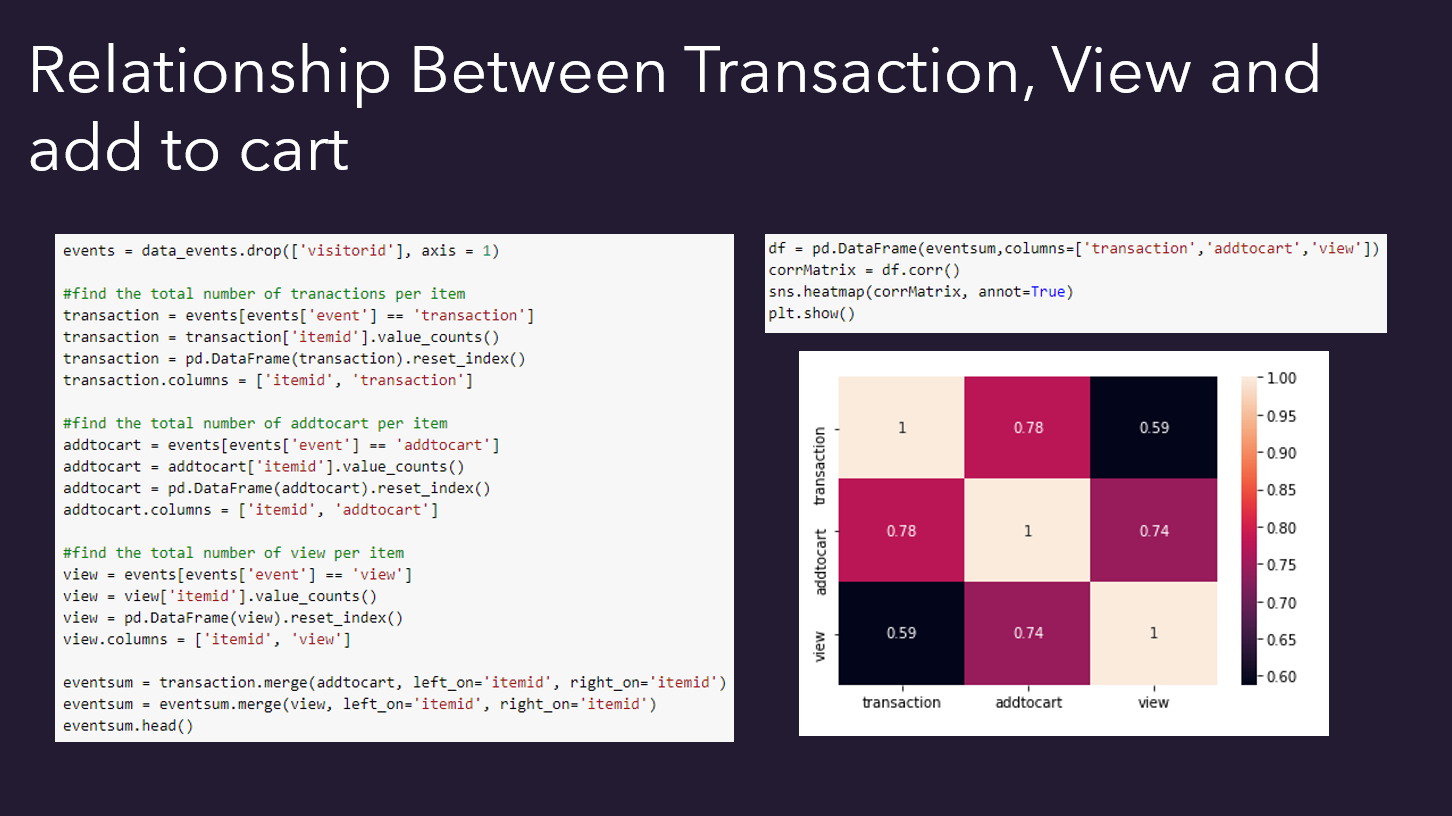 Relationship Between Transaction, View and
add to cart
events = data_events.drop(['visitorid'], axis = 1)
#find the total number of tranactions per item
transaction = events[events['event'] == 'transaction']
transaction = transaction['itemid'].value_counts()
transaction = pd.DataFrame(transaction).reset_index()
transaction.columns = ['itemid', 'transaction']
#find the total number of addtocart per item
addtocart = events[events['event'] == 'addtocart']
addtocart = addtocart['itemid'].value_counts()
addtocart = pd.DataFrame(addtocart).reset_index()
addtocart.columns = ['itemid', 'addtocart']
#find the total number of view per item
view = events[events['event'] == 'view']
view = view['itemid'].value_counts()
view = pd.DataFrame(view).reset_index()
view.columns = ['itemid', 'view']
eventsum = transaction.merge(addtocart, left_on='itemid', right_on='itemid')
eventsum = eventsum.merge(view, left_on='itemid', right_on='itemid')
eventsum.head()
df = pd.DataFrame(eventsum,columns=['transaction','addtocart','view'])
corrMatrix = df.corr()
sns.heatmap(corrMatrix, annot=True)
plt.show()
transaction
1 0.78 0.59
addtocart
0.78 1 0.74
view
0.59 0.74 1
transaction addtocart view
1.00
0.95
0.90
0.85
0.80
0.75
0.70
0.65
0.60